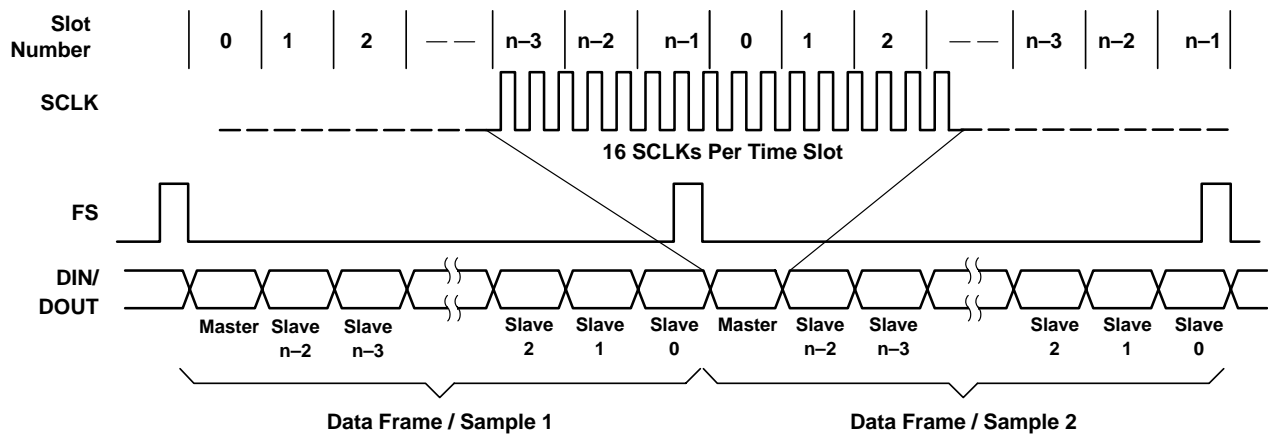 Slot
Number
0 1 2 — — n–3 n–2 n–1 0 1 2 — — n–3 n–2 n–1
SCLK
16 SCLKs Per Time Slot
FS
DIN/
DOUT
Master Slave n–2 Slave n–3 Slave 2 Slave 1 Slave 0 Master Slave n–2 Slave n–3 Slave 2 Slave 1 Slave 0
Data Frame / Sample 1 Data Frame / Sample 2